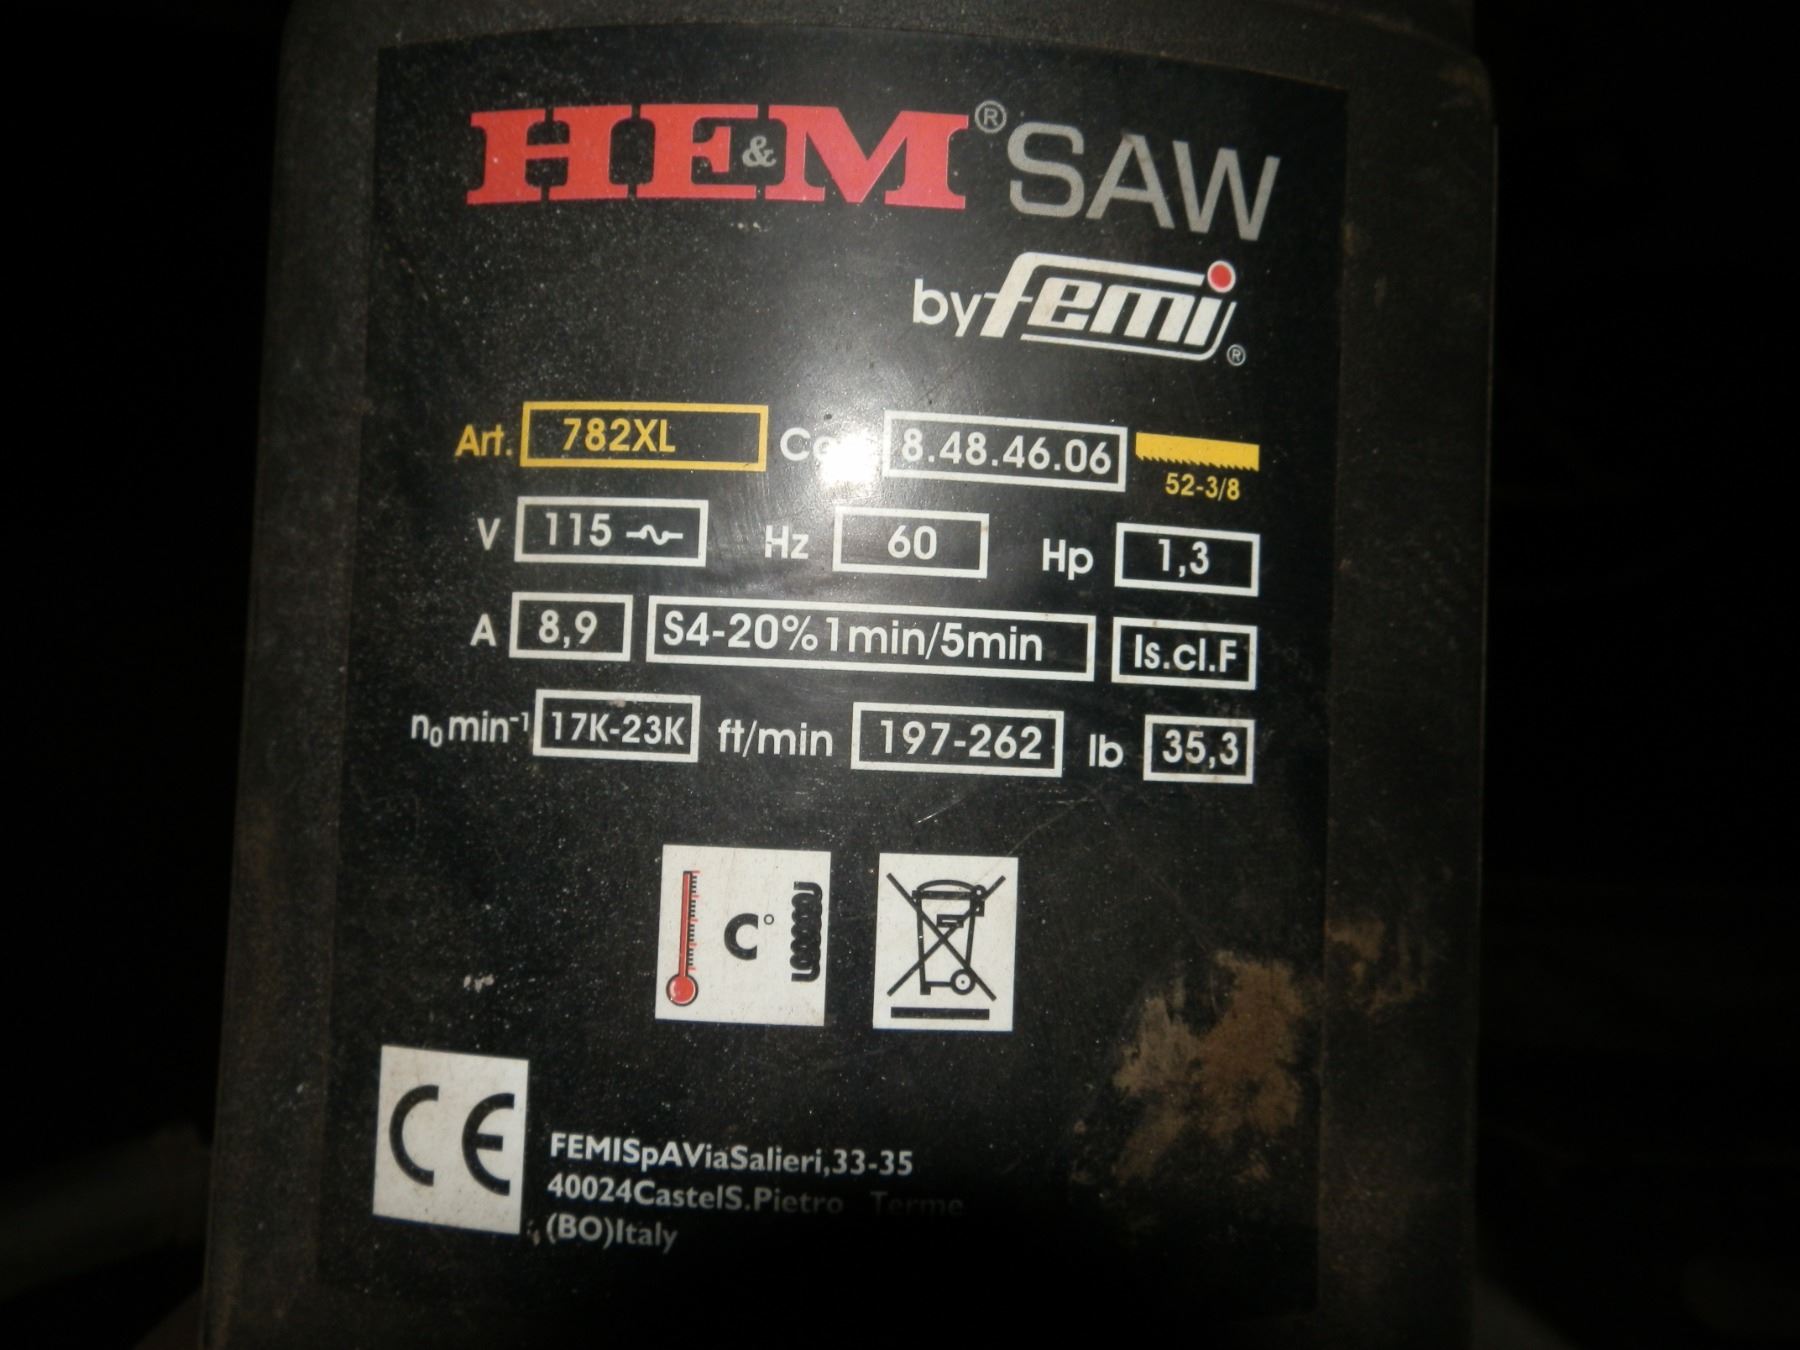 HE&M® SAW
by femi®
Art. 782XL 8.48.46.06
52-3/8
V 115 Hz 60 Hp 1,3
A 8,9 S4-20% 1min/5min Is.cl.F
n₀ min⁻¹ 17K-23K ft/min 197-262 lb 35,3
C°
CE
FEMISpAViaSalieri,33-35
40024CastelS.Pietro Terme
(BO)Italy